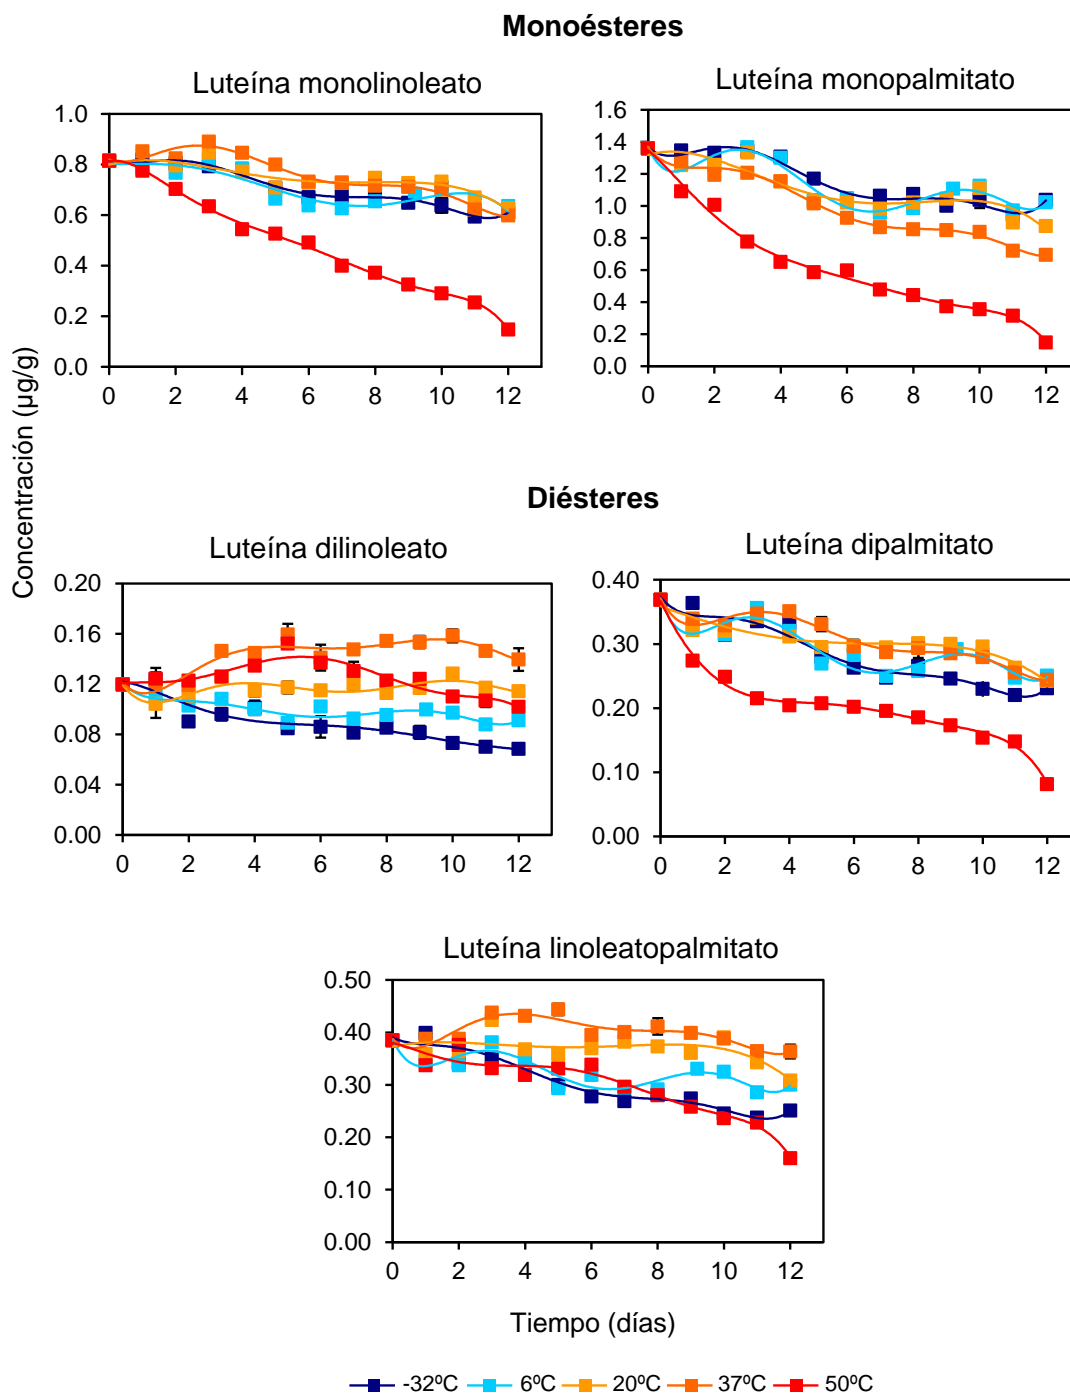 Monoésteres
Luteína monolinoleato
Luteína monopalmitato
1.0
0.8
0.6
0.4
0.2
0.0
0 2 4 6 8 10 12
1.6
1.4
1.2
1.0
0.8
0.6
0.4
0.2
0.0
0 2 4 6 8 10 12
Concentración (µg/g)
Diésteres
Luteína dilinoleato
Luteína dipalmitato
0.20
0.16
0.12
0.08
0.04
0.00
0 2 4 6 8 10 12
0.40
0.30
0.20
0.10
0.00
0 2 4 6 8 10 12
Luteína linoleatopalmitato
0.50
0.40
0.30
0.20
0.10
0.00
0 2 4 6 8 10 12
Tiempo (días)
-32ºC 6ºC 20ºC 37ºC 50ºC